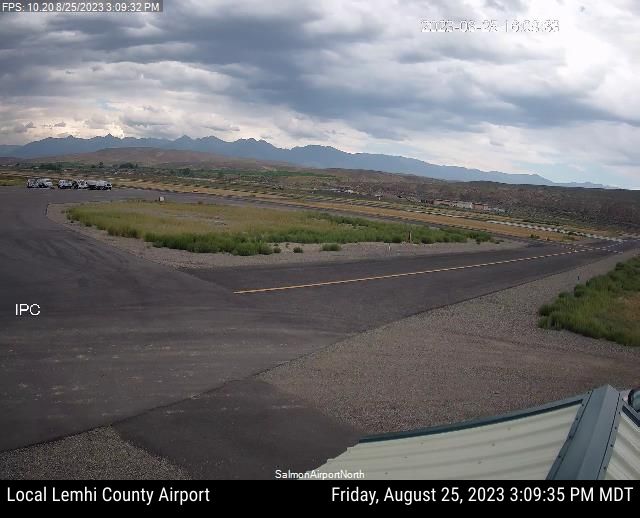 FPS: 10.20 8/25/2023 3:09:32 PM
IPC
SalmonAirportNorth
Local Lemhi County Airport Friday, August 25, 2023 3:09:35 PM MDT